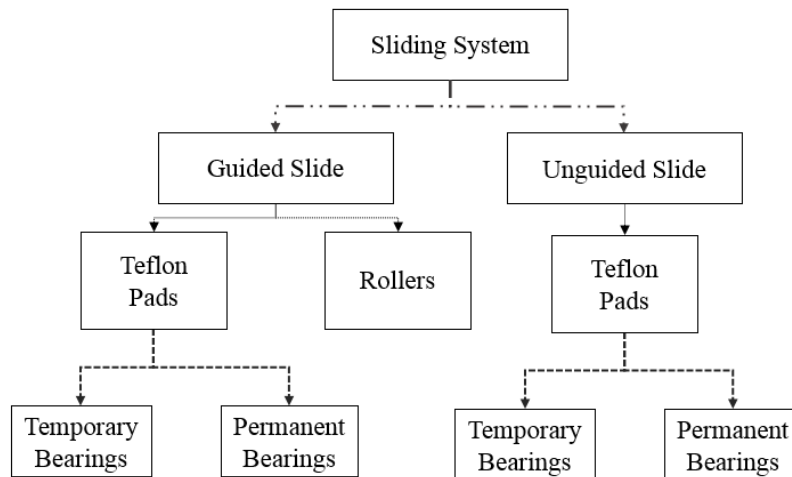 Sliding System
Guided Slide
Unguided Slide
Teflon
Pads
Rollers
Teflon
Pads
Temporary
Bearings
Permanent
Bearings
Temporary
Bearings
Permanent
Bearings